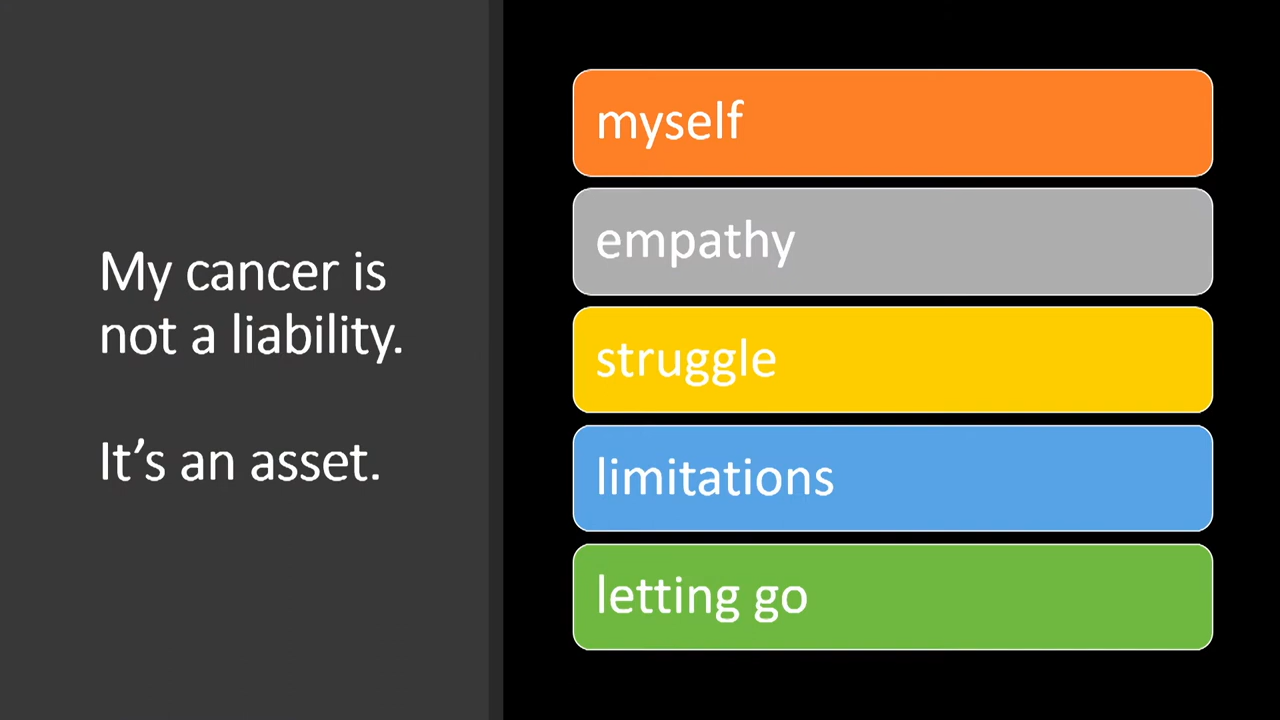 My cancer is
not a liability.
It’s an asset.
myself
empathy
struggle
limitations
letting go